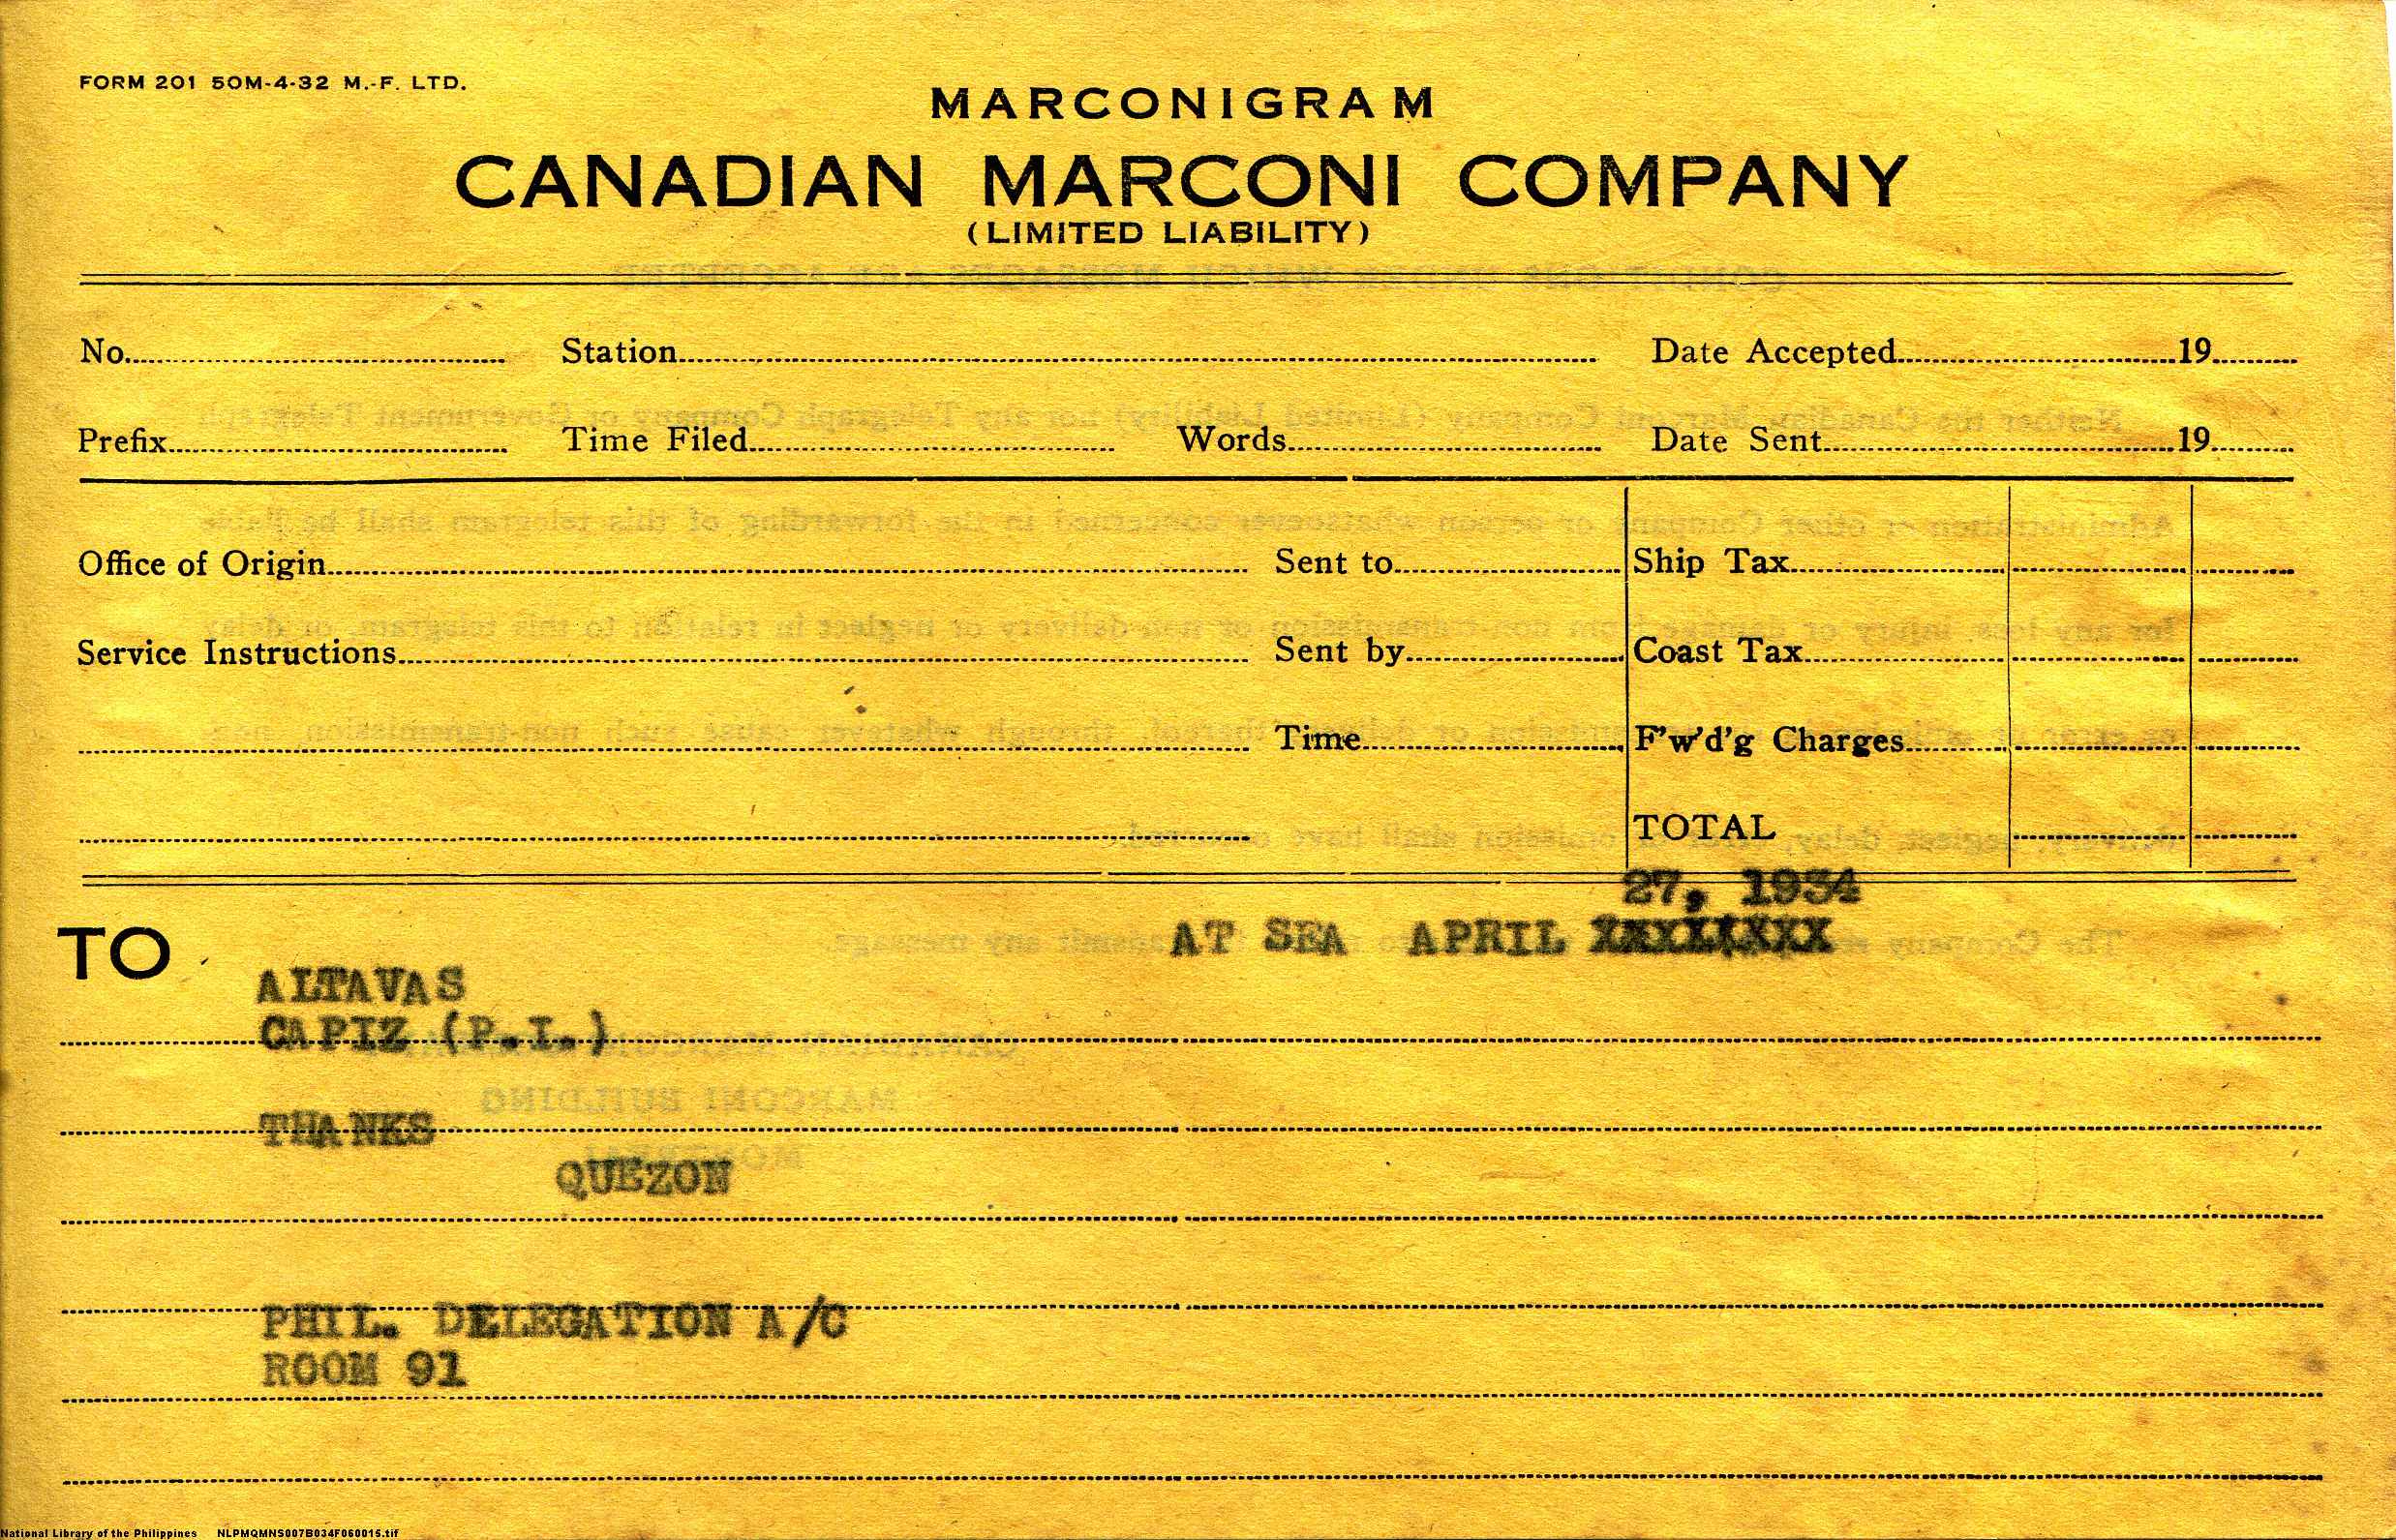 FORM 201 50M-4-32 M.-F. LTD.
MARCONIGRAM
CANADIAN MARCONI COMPANY
(LIMITED LIABILITY)
No. Station Date Accepted 19
Prefix Time Filed Words Date Sent 19
Office of Origin Sent to Ship Tax
Service Instructions Sent by Coast Tax
Time F'w'd'g Charges
TOTAL
27, 1934
AT SEA APRIL
TO
ALTAVAS
CAPIZ (P.I.)
THANKS
QUEZON
PHIL. DELEGATION A/C
ROOM 91
National Library of the Philippines NLPMQMNS007B034F060015.tif